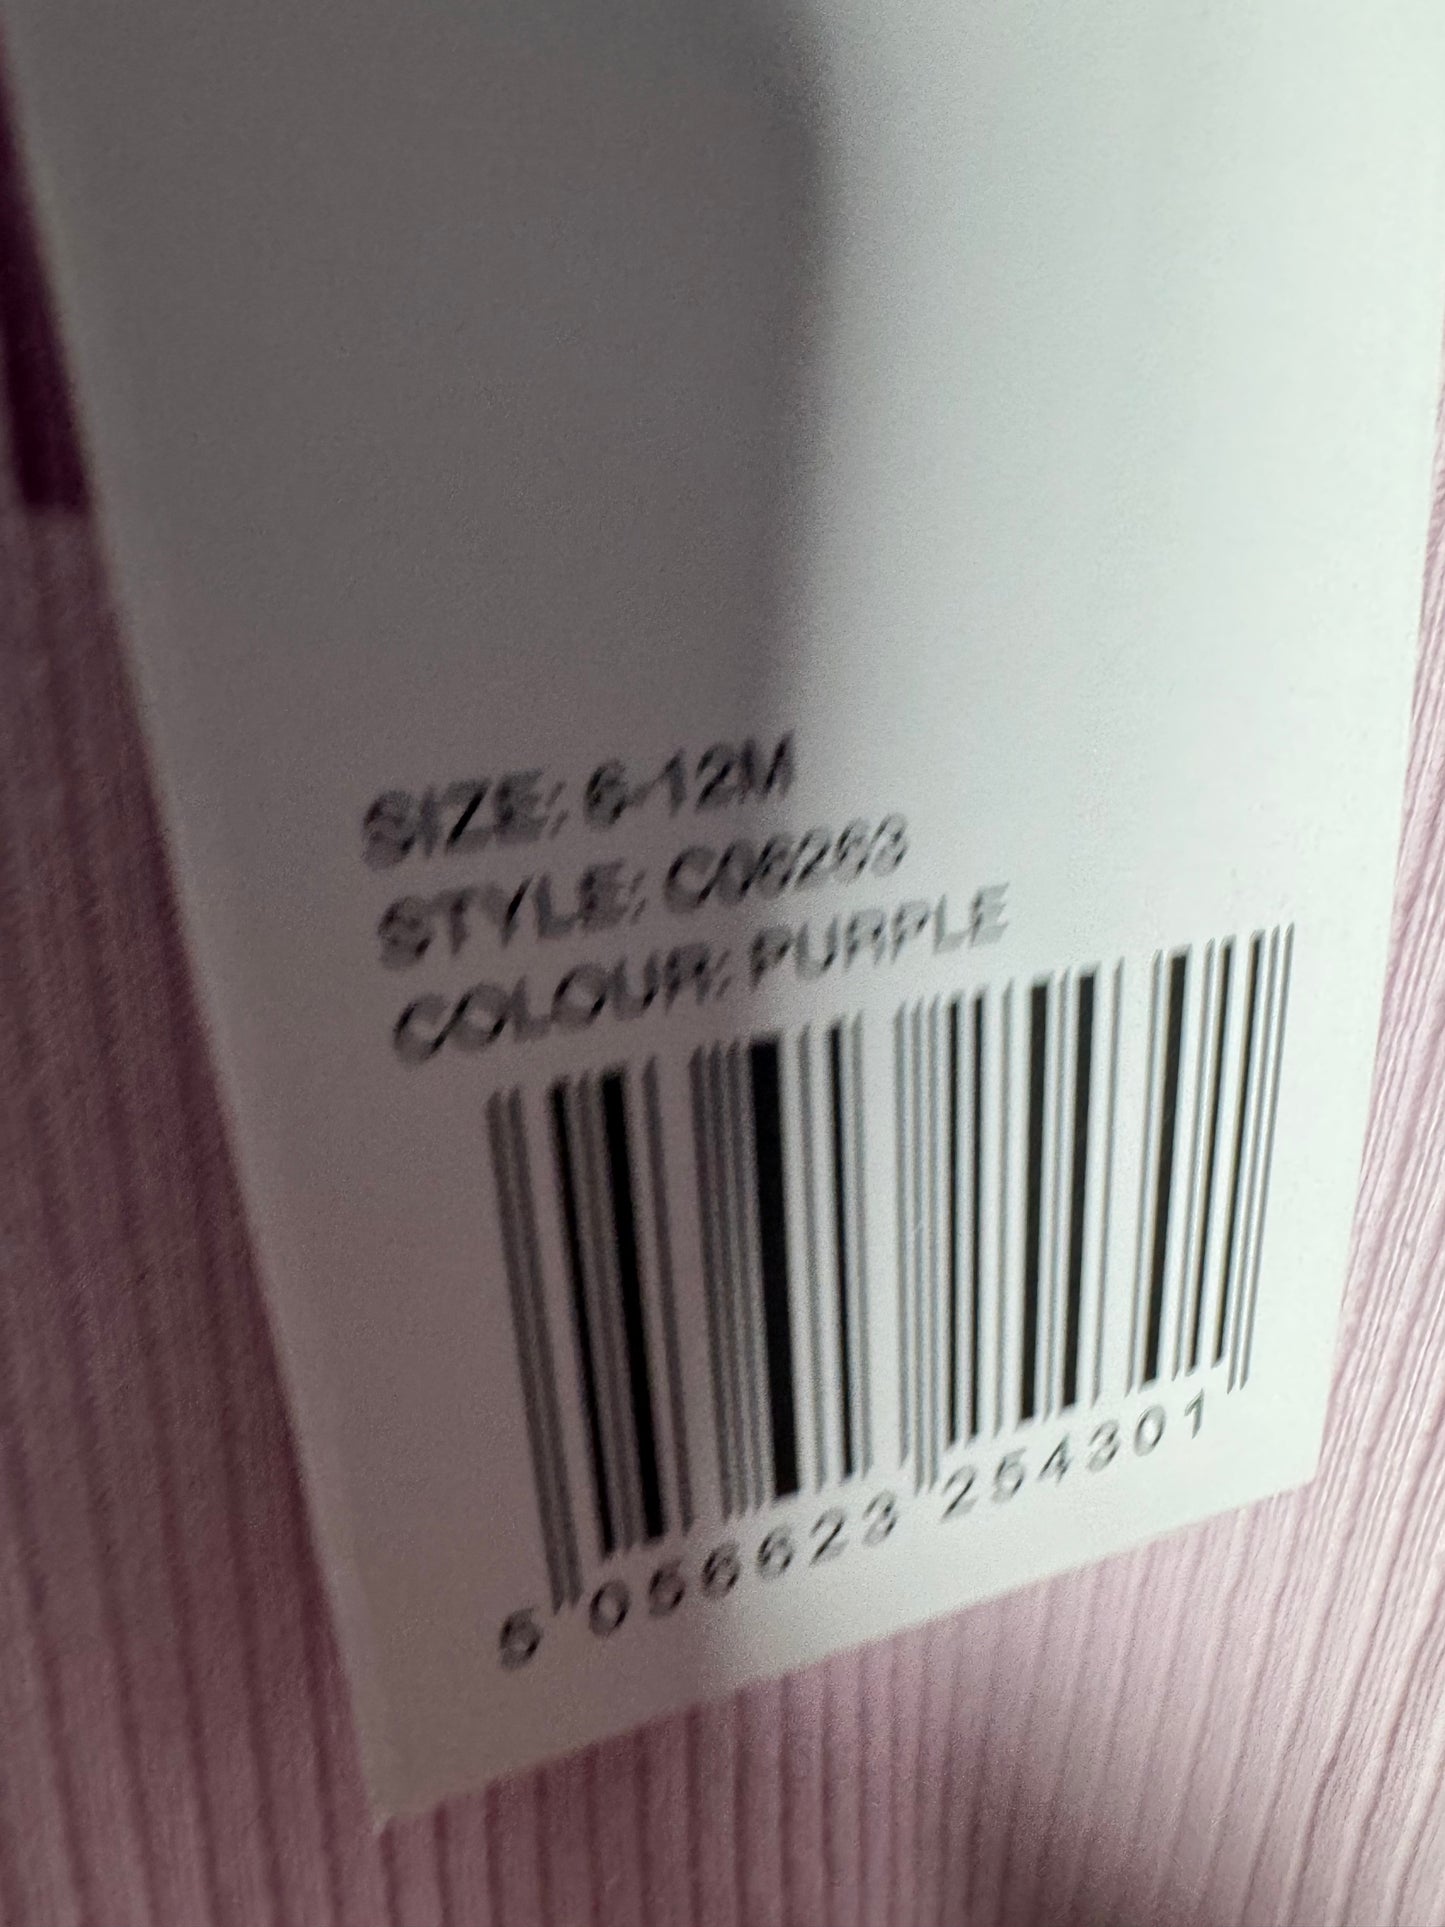 SIZE: 6-12M
STYLE: C06263
COLOUR: PURPLE
5 056623 254301